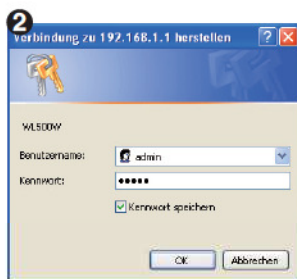 2
Verbindung zu 192.168.1.1 herstellen
WL500W
Benutzername:
admin
Kennwort:
•••••
Kennwort speichern
OK
Abbrechen